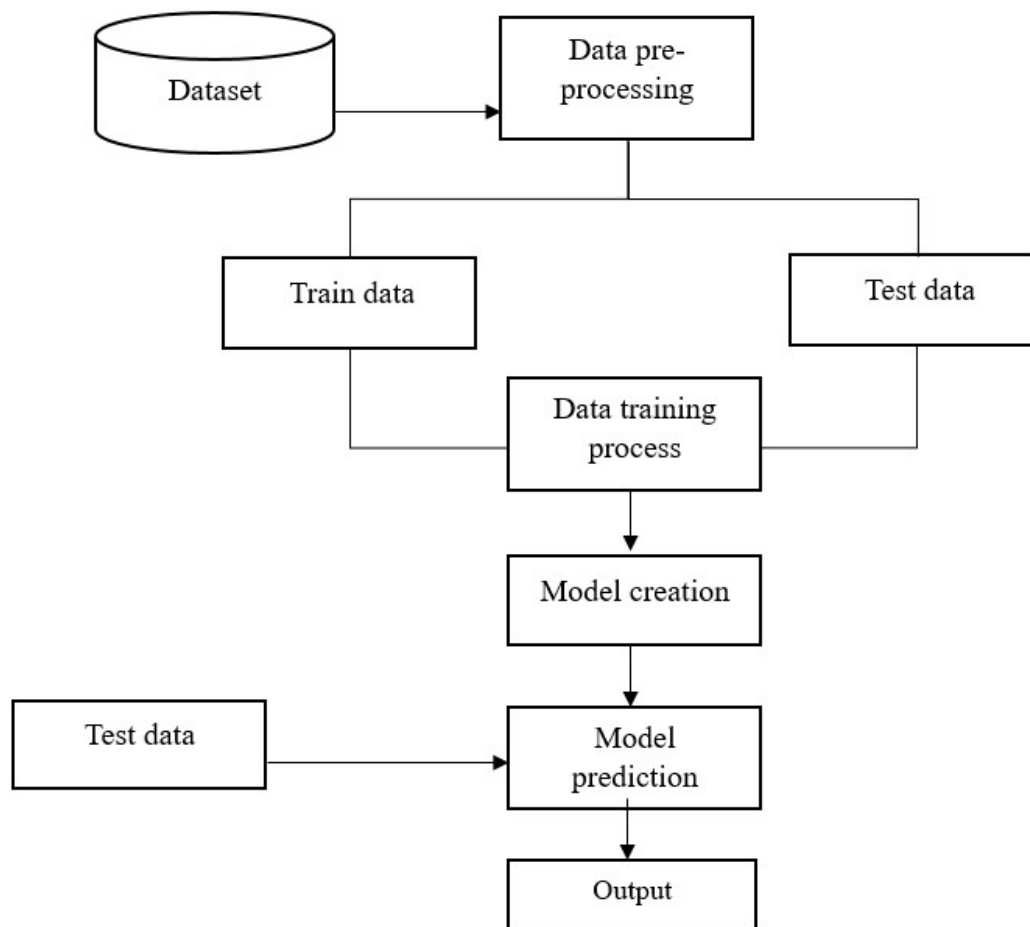 Dataset
Data pre-
processing
Train data
Test data
Data training
process
Model creation
Test data
Model
prediction
Output